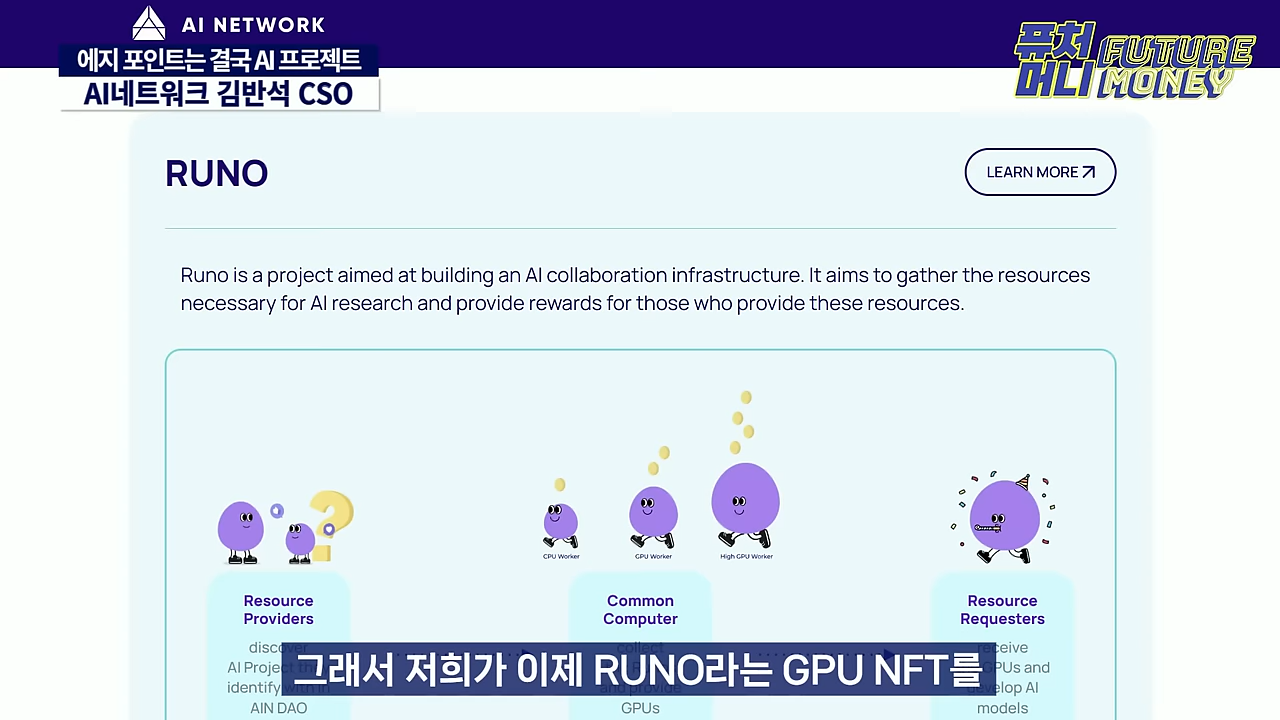 AI NETWORK
에지 포인트는 결국 AI 프로젝트
AI네트워크 김반석 CSO
퓨처
머니
FUTURE
MONEY
RUNO
LEARN MORE
Runo is a project aimed at building an AI collaboration infrastructure. It aims to gather the resources
necessary for AI research and provide rewards for those who provide these resources.
CPU Worker
GPU Worker
High GPU Worker
Resource
Providers
discover
AI Project
identify with in
AIN DAO
Common
Computer
collect
and provide
GPUs
Resource
Requesters
receive
GPUs and
develop AI
models
그래서 저희가 이제 RUNO라는 GPU NFT를